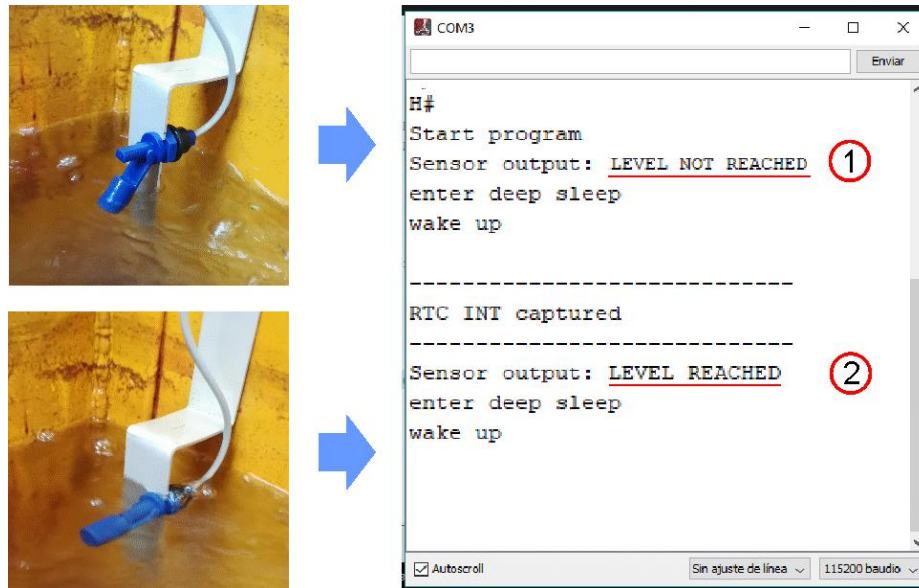 COM3
Enviar
H#
Start program
Sensor output: LEVEL NOT REACHED
1
enter deep sleep
wake up
-----------------------------
RTC INT captured
-----------------------------
Sensor output: LEVEL REACHED
2
enter deep sleep
wake up
Autoscroll
Sin ajuste de línea
115200 baudio